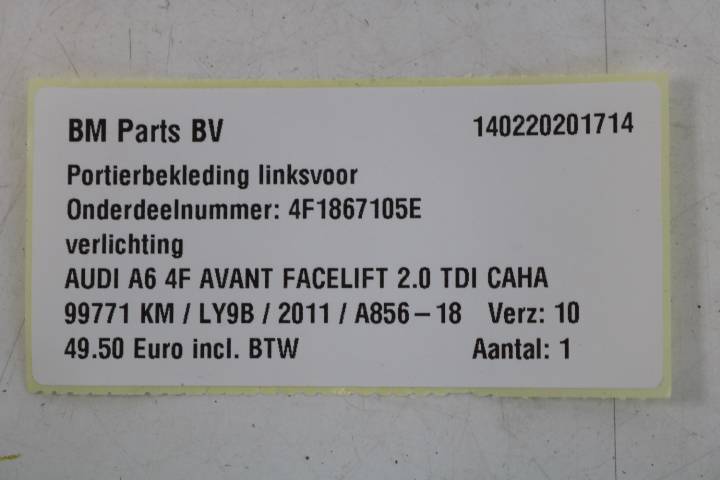 BM Parts BV 140220201714
Portierbekleding linksvoor
Onderdeelnummer: 4F1867105E
verlichting
AUDI A6 4F AVANT FACELIFT 2.0 TDI CAHA
99771 KM / LY9B / 2011 / A856-18 Verz: 10
49.50 Euro incl. BTW Aantal: 1